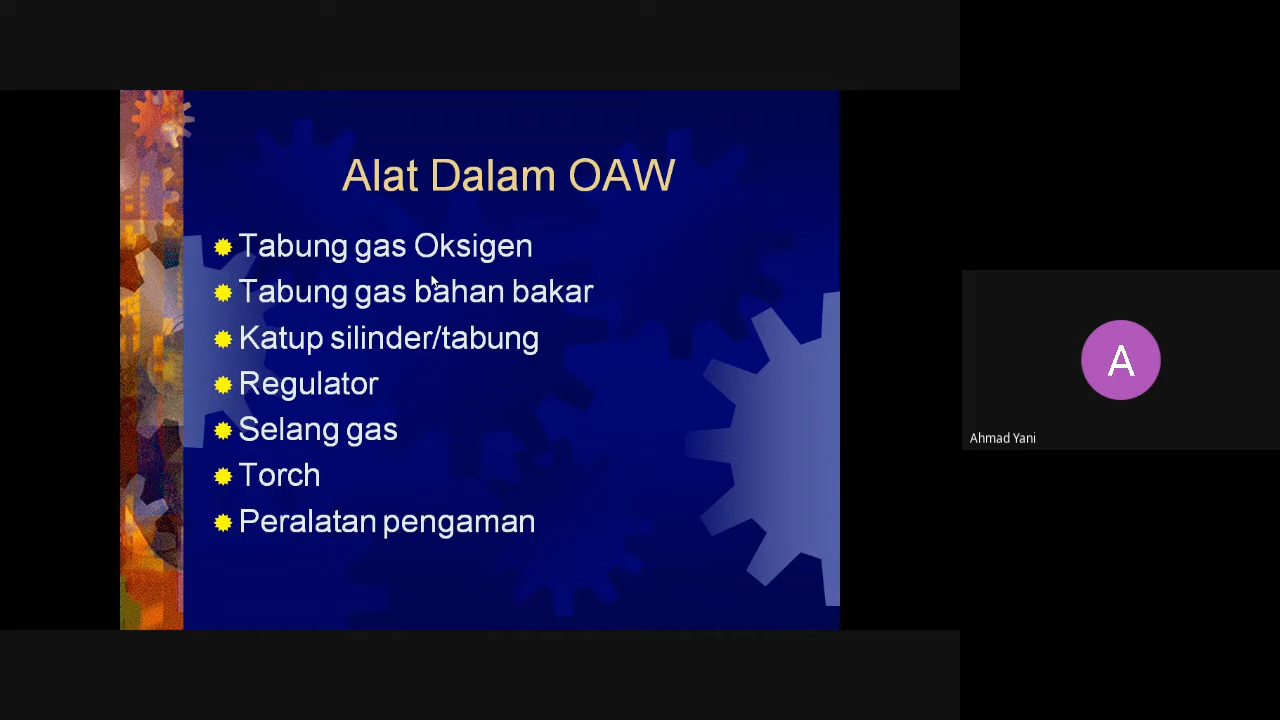 Alat Dalam OAW
Tabung gas Oksigen
Tabung gas bahan bakar
Katup silinder/tabung
Regulator
Selang gas
Torch
Peralatan pengaman
A
Ahmad Yani